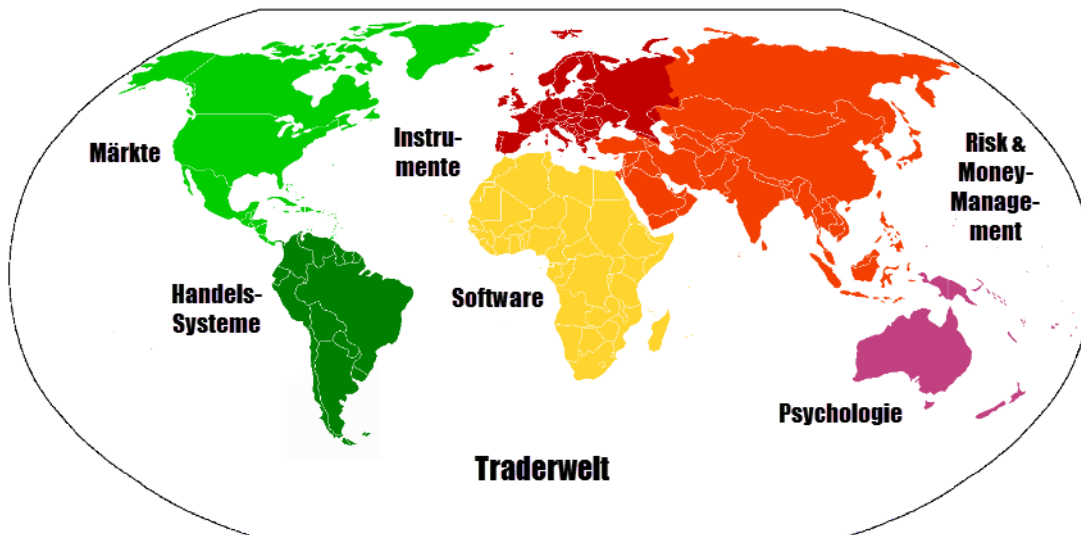 Märkte
Instru-
mente
Risk &
Money-
Manage-
ment
Handels-
Systeme
Software
Psychologie
Traderwelt